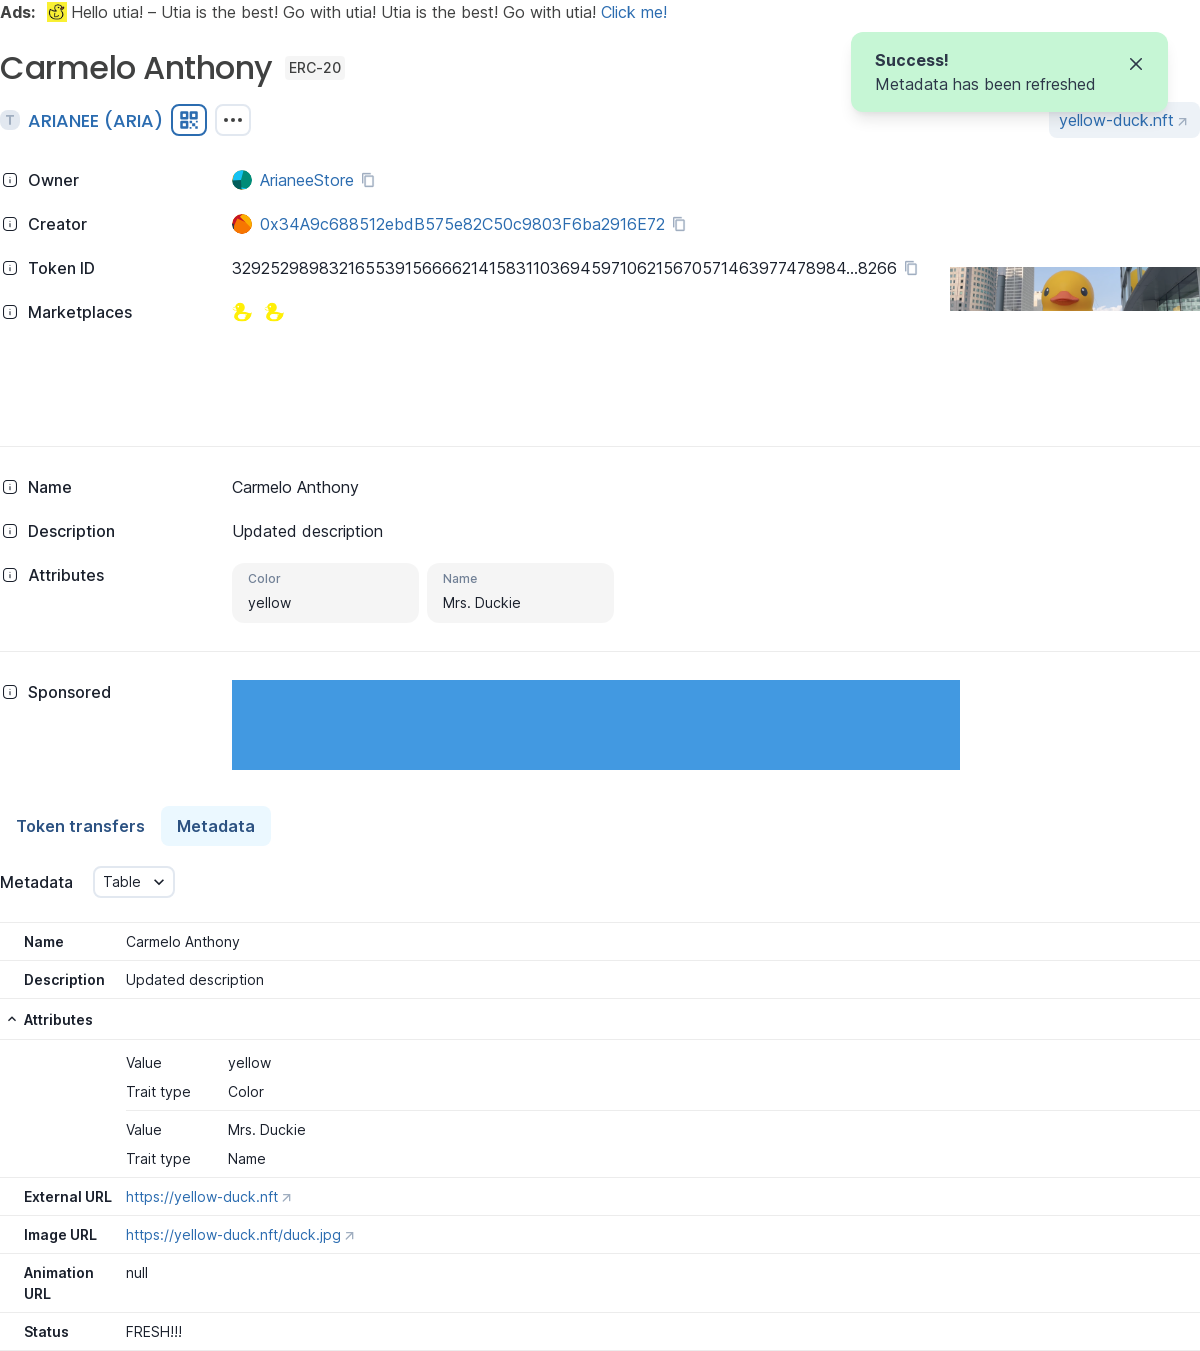 Ads: Hello utia! – Utia is the best! Go with utia! Utia is the best! Go with utia! Click me!
Carmelo Anthony ERC-20
Success!
Metadata has been refreshed
T ARIANEE (ARIA)
yellow-duck.nft
Owner ArianeeStore
Creator 0x34A9c688512ebdB575e82C50c9803F6ba2916E72
Token ID 32925298983216553915666621415831103694597106215670571463977478984...8266
Marketplaces
Name Carmelo Anthony
Description Updated description
Attributes
Color
yellow
Name
Mrs. Duckie
Sponsored
Token transfers Metadata
Metadata Table
Name Carmelo Anthony
Description Updated description
Attributes
Value yellow
Trait type Color
Value Mrs. Duckie
Trait type Name
External URL https://yellow-duck.nft
Image URL https://yellow-duck.nft/duck.jpg
Animation URL null
Status FRESH!!!